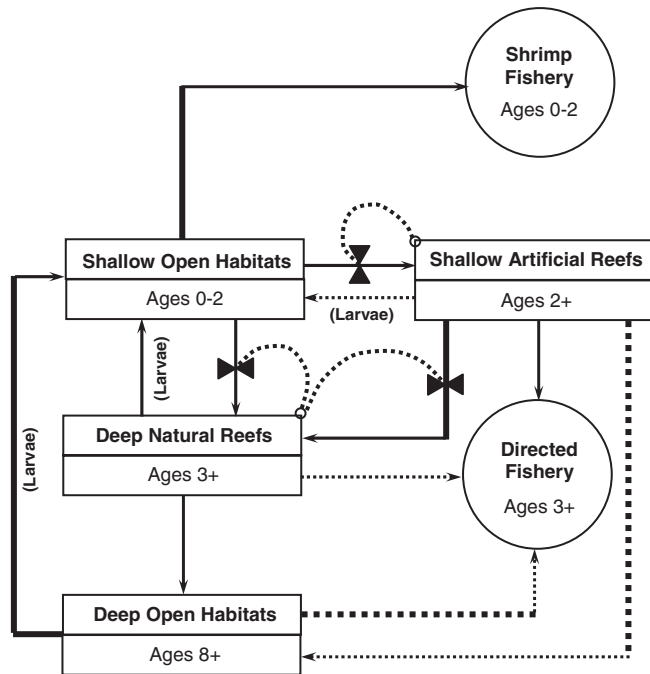 Shrimp
Fishery
Ages 0-2
Shallow Open Habitats
Ages 0-2
Shallow Artificial Reefs
Ages 2+
(Larvae)
(Larvae)
(Larvae)
Deep Natural Reefs
Ages 3+
Directed
Fishery
Ages 3+
Deep Open Habitats
Ages 8+